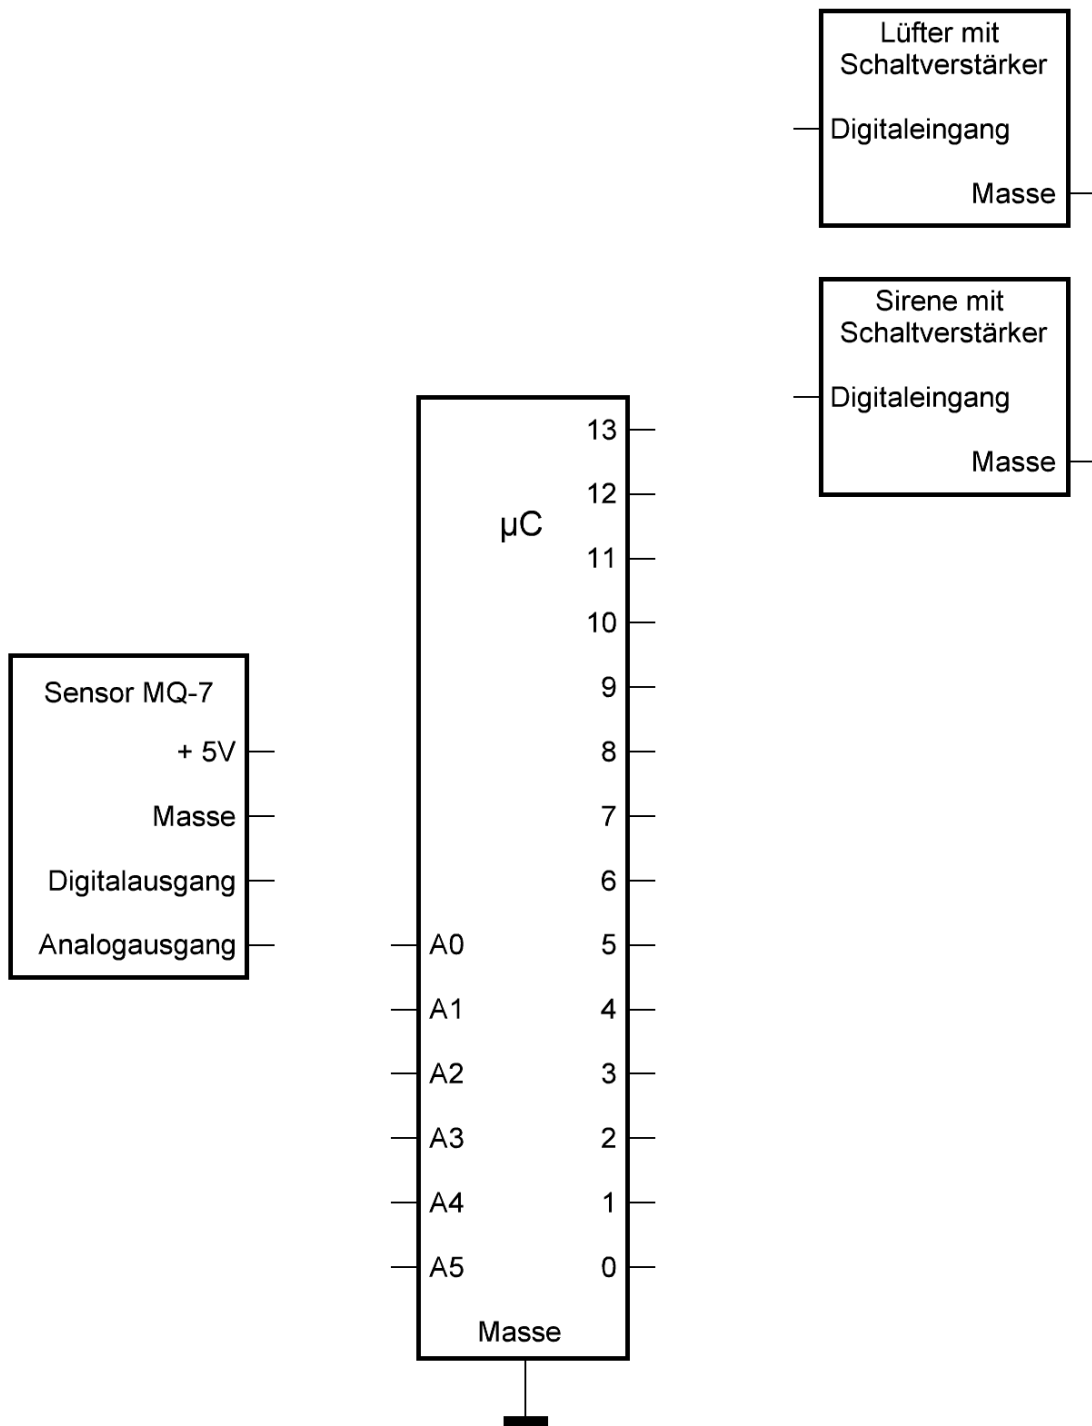 Lüfter mit
Schaltverstärker
Digitaleingang
Masse
Sirene mit
Schaltverstärker
Digitaleingang
Masse
Sensor MQ-7
+ 5V
Masse
Digitalausgang
Analogausgang
µC
A0
A1
A2
A3
A4
A5
13
12
11
10
9
8
7
6
5
4
3
2
1
0
Masse